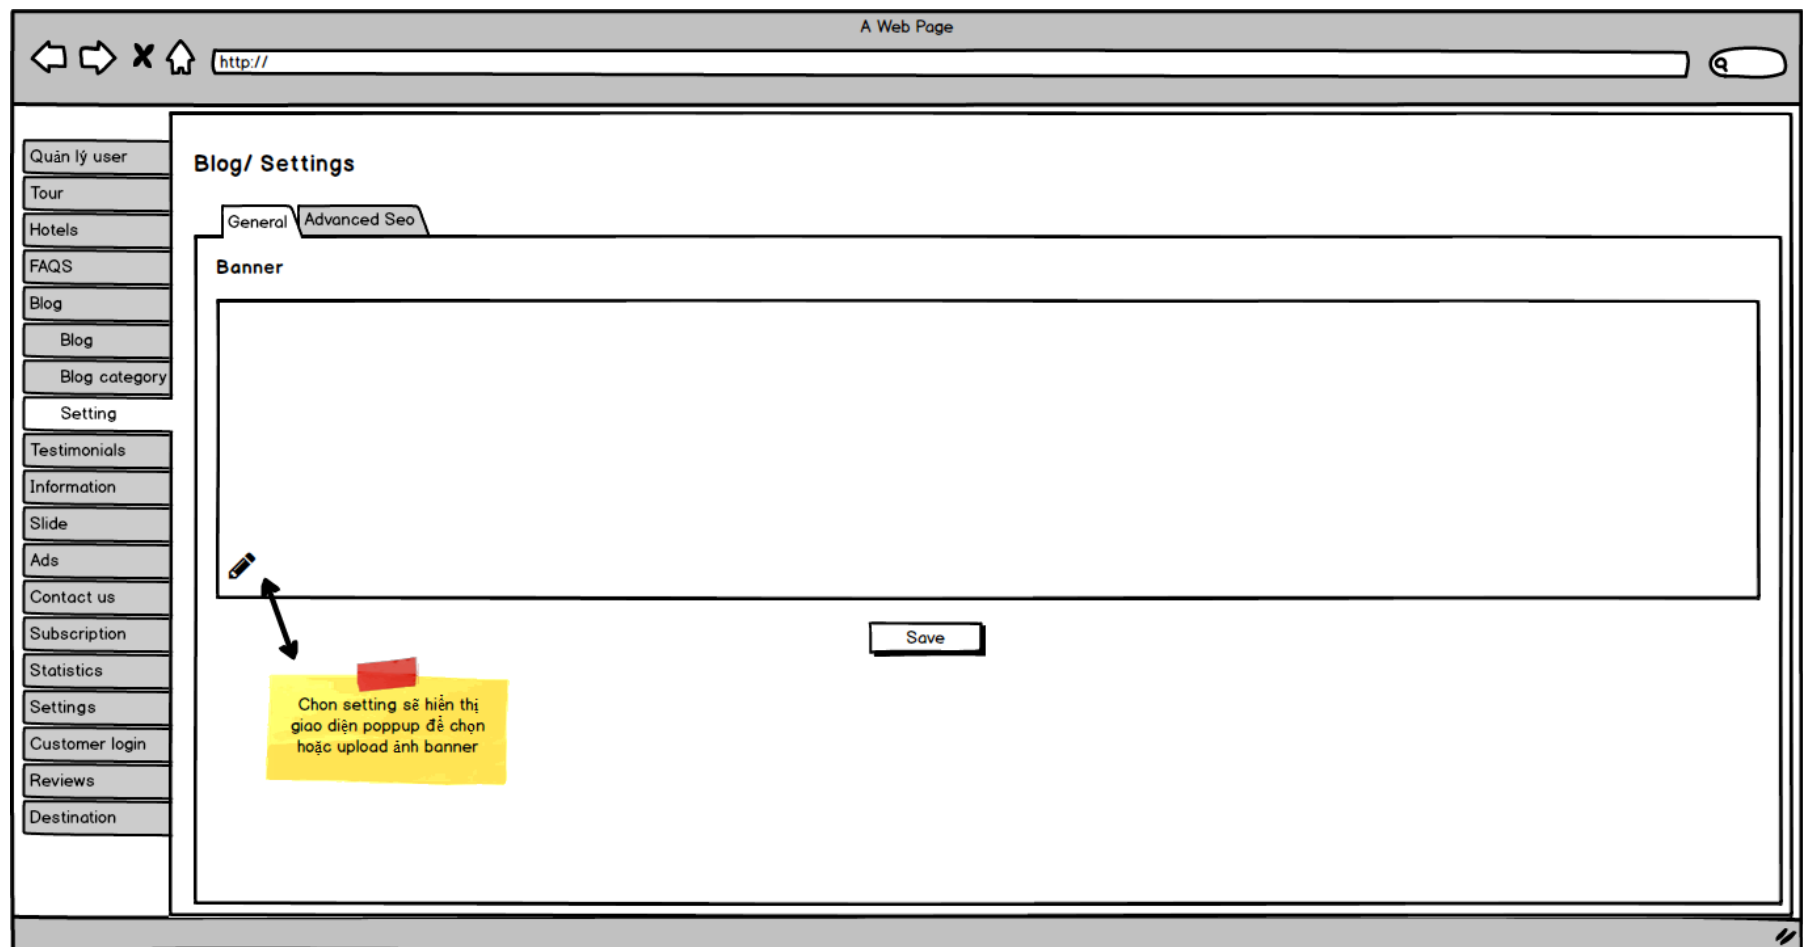 A Web Page
http://
Quản lý user
Tour
Hotels
FAQS
Blog
Blog
Blog category
Setting
Testimonials
Information
Slide
Ads
Contact us
Subscription
Statistics
Settings
Customer login
Reviews
Destination
Blog/ Settings
General
Advanced Seo
Banner
Save
Chon setting sẽ hiển thị
giao diện poppup để chọn
hoặc upload ảnh banner